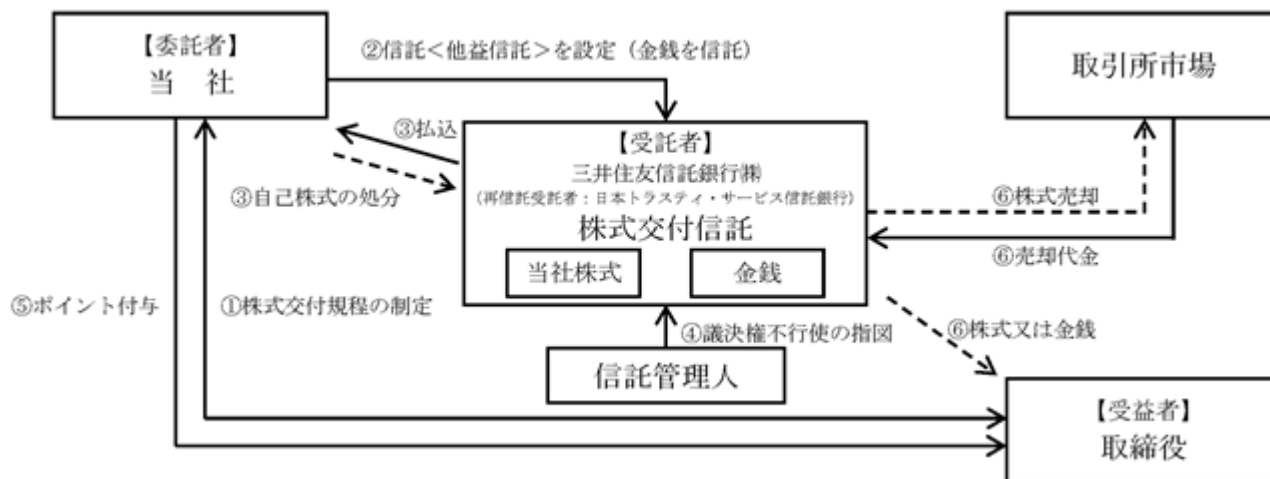 【委託者】
当　社
②信託＜他益信託＞を設定（金銭を信託）
取引所市場
③払込
③自己株式の処分
【受託者】
三井住友信託銀行㈱
（再信託受託者：日本トラスティ・サービス信託銀行）
株式交付信託
当社株式
金銭
⑥株式売却
⑥売却代金
⑤ポイント付与
①株式交付規程の制定
④議決権不行使の指図
⑥株式又は金銭
信託管理人
【受益者】
取締役